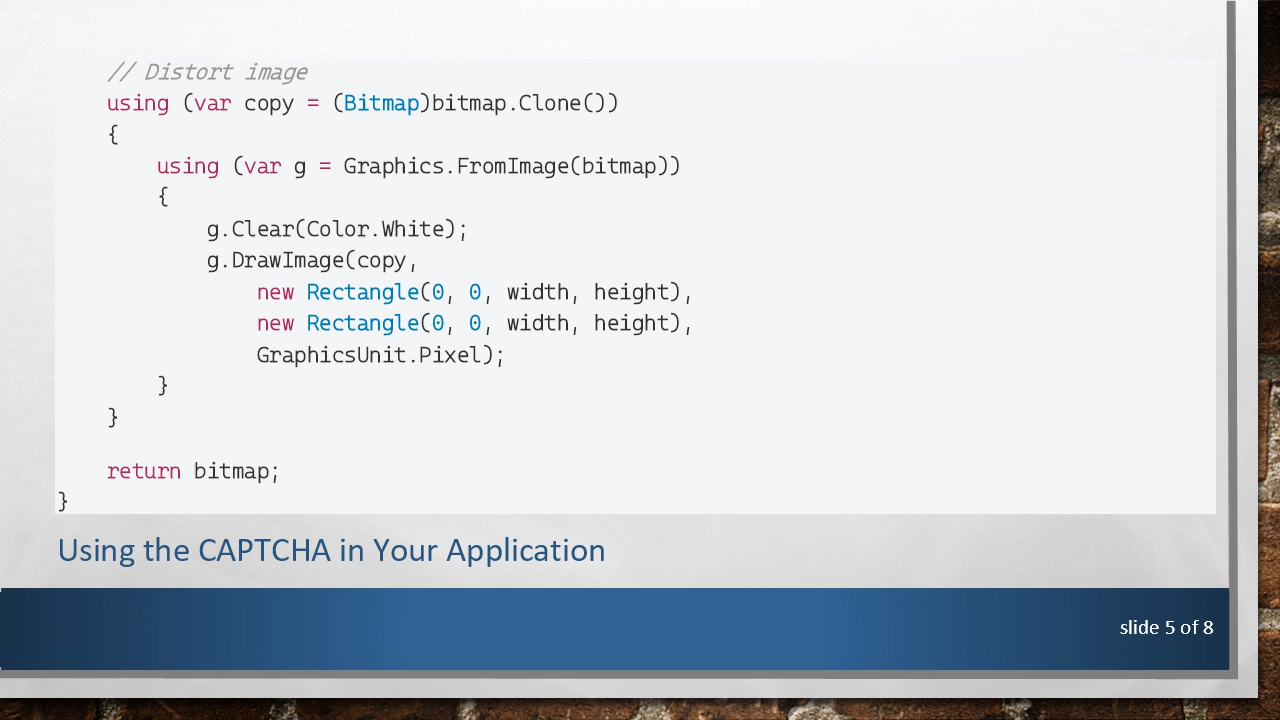 // Distort image
using (var copy = (Bitmap)bitmap.Clone())
{
using (var g = Graphics.FromImage(bitmap))
{
g.Clear(Color.White);
g.DrawImage(copy,
new Rectangle(0, 0, width, height),
new Rectangle(0, 0, width, height),
GraphicsUnit.Pixel);
}
}
return bitmap;
}
Using the CAPTCHA in Your Application
slide 5 of 8